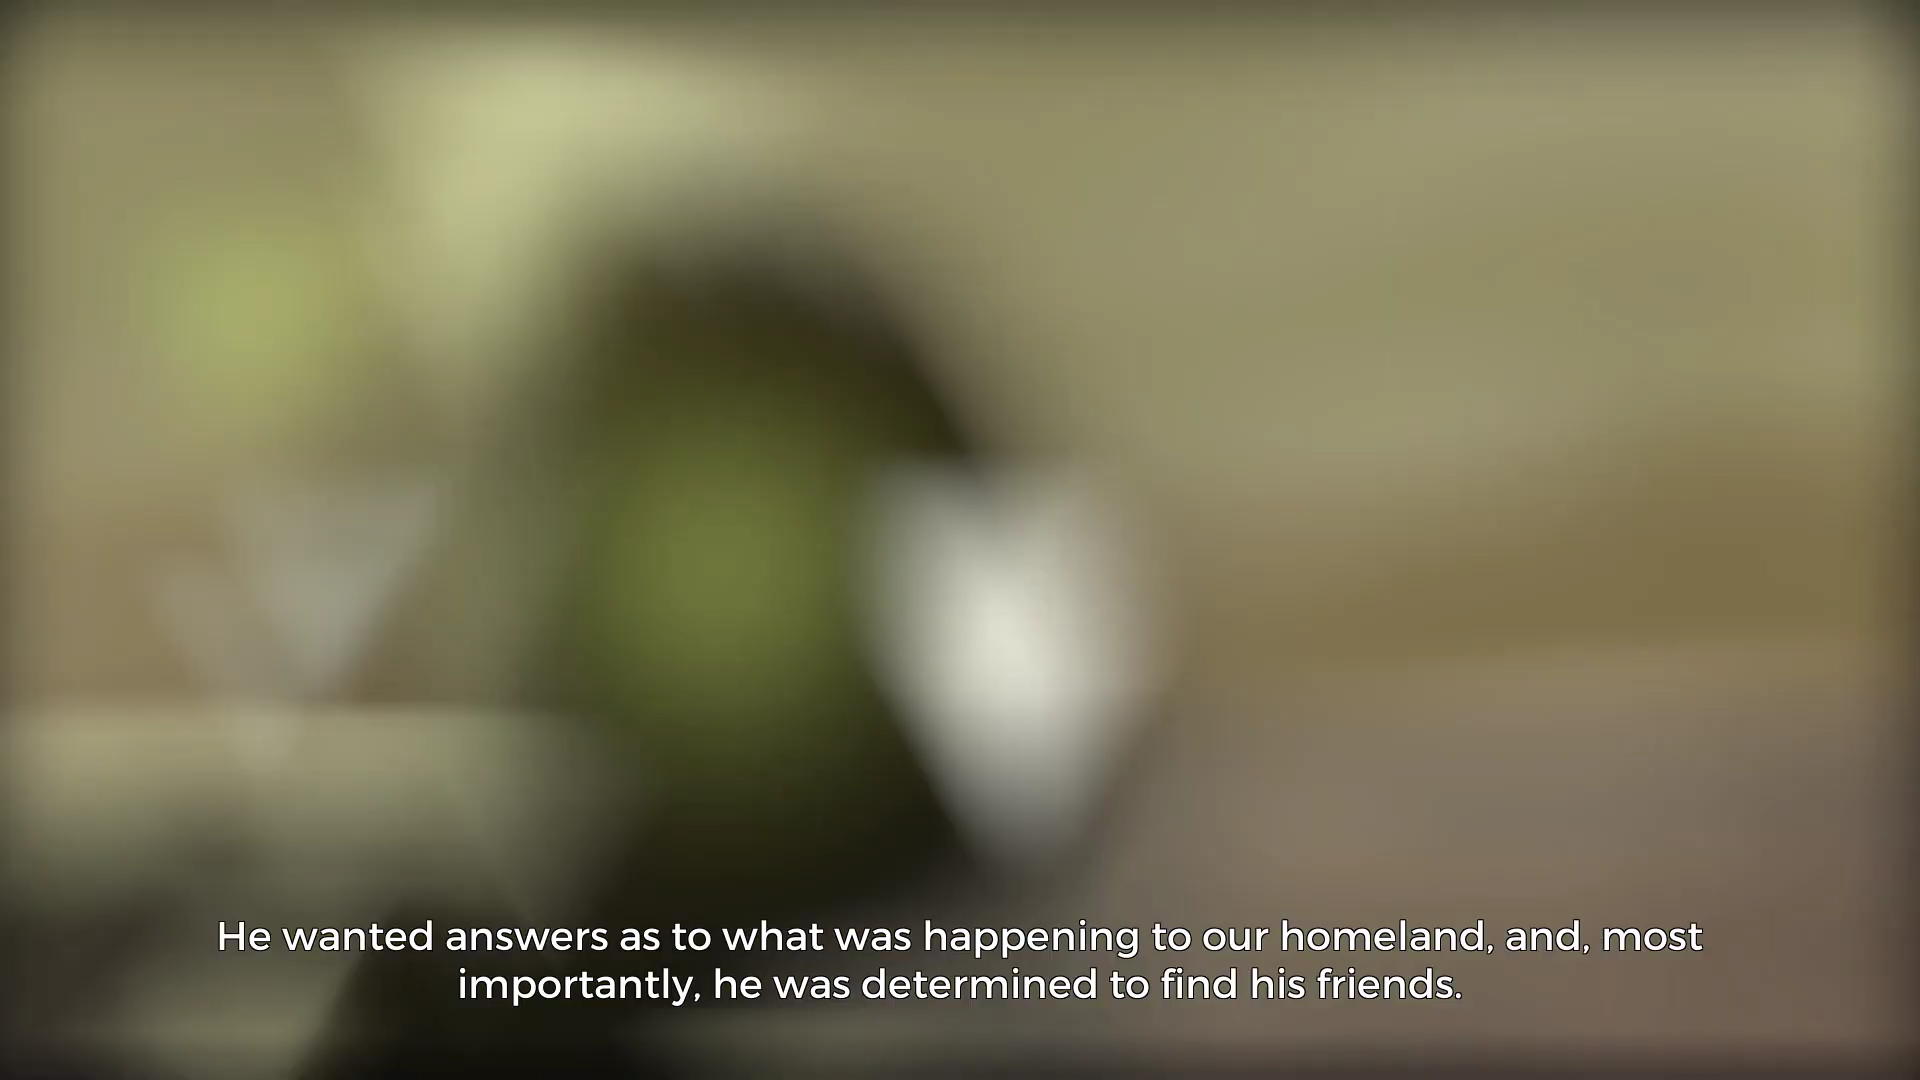 He wanted answers as to what was happening to our homeland, and, most
importantly, he was determined to find his friends.